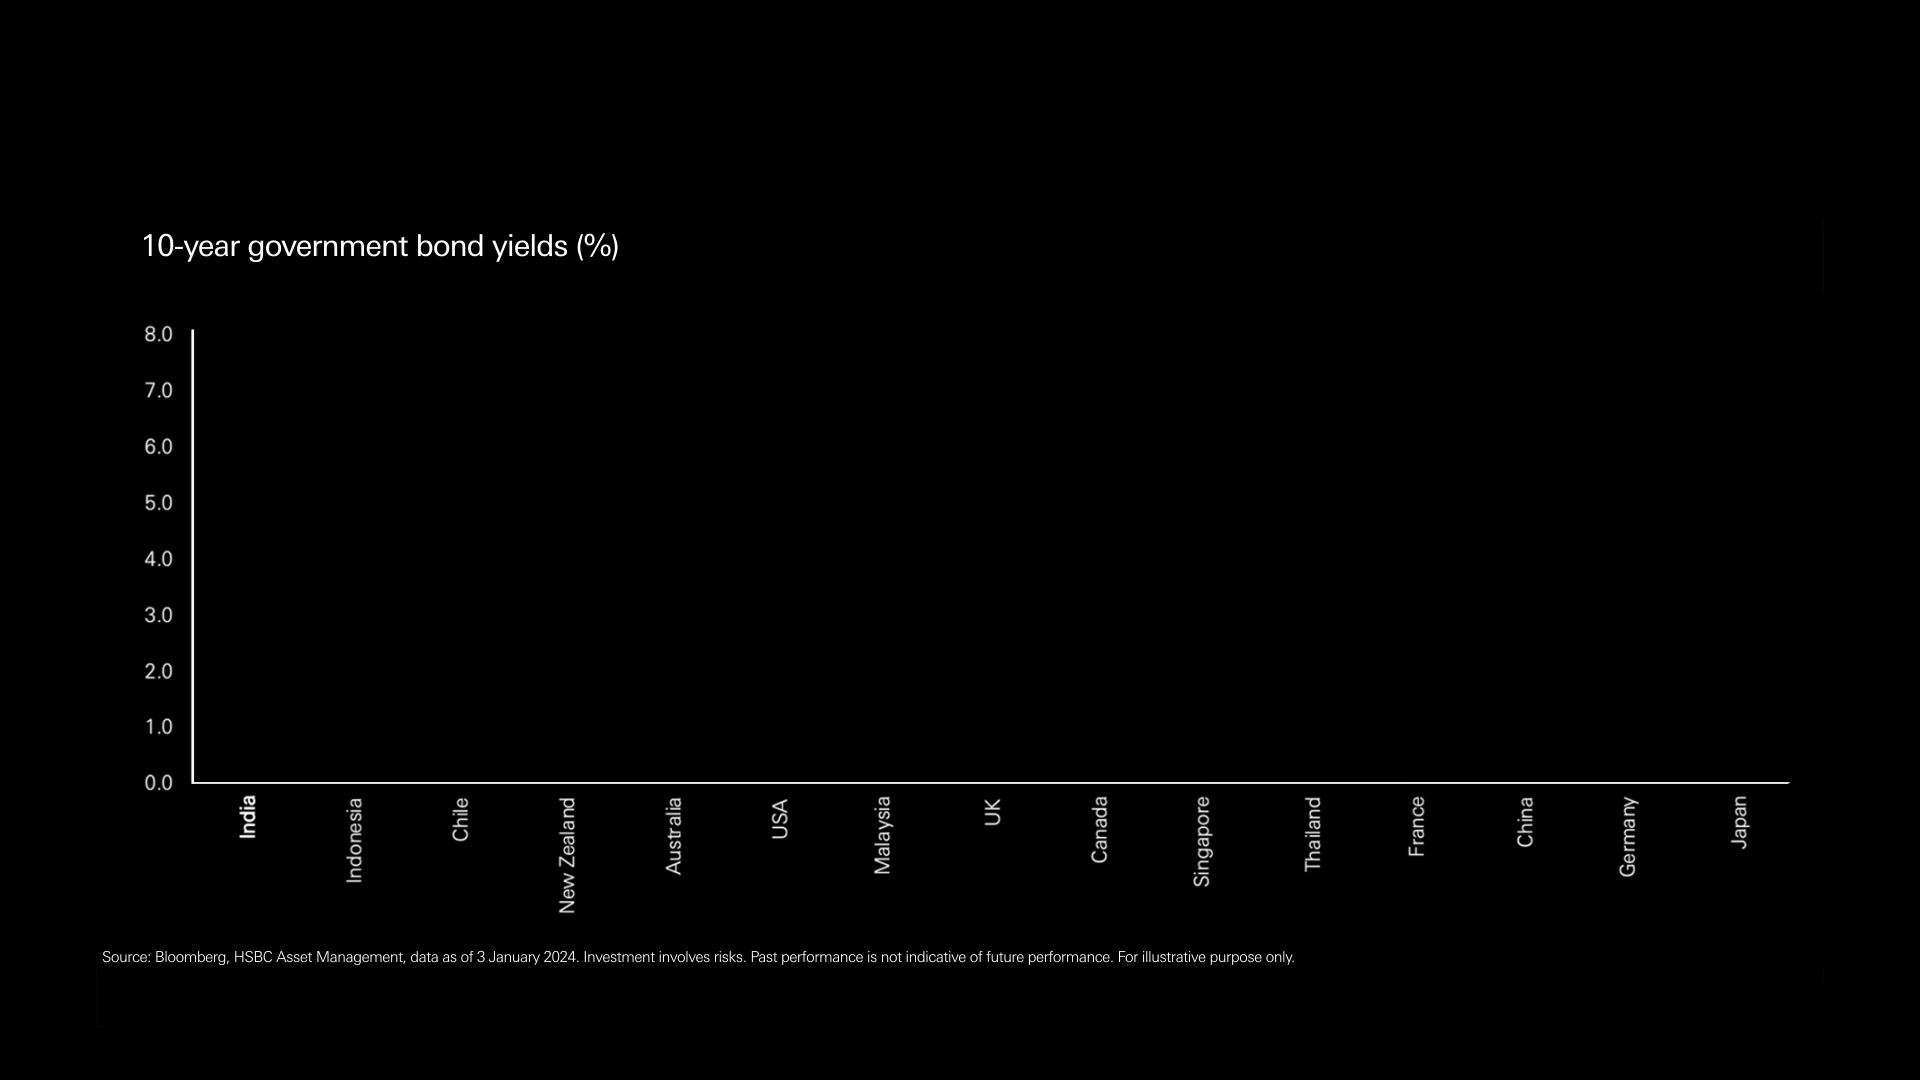 10-year government bond yields (%)
8.0
7.0
6.0
5.0
4.0
3.0
2.0
1.0
0.0
India
Indonesia
Chile
New Zealand
Australia
USA
Malaysia
UK
Canada
Singapore
Thailand
France
China
Germany
Japan
Source: Bloomberg, HSBC Asset Management, data as of 3 January 2024. Investment involves risks. Past performance is not indicative of future performance. For illustrative purpose only.